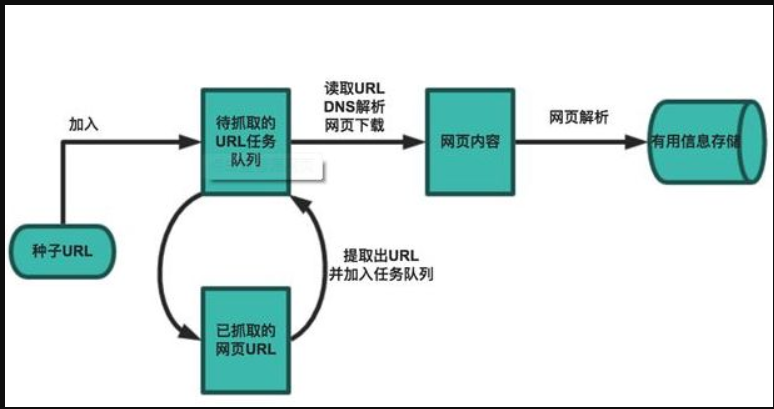 加入
种子URL
待抓取的
URL任务
队列
读取URL
DNS解析
网页下载
网页内容
网页解析
有用信息存储
提取出URL
并加入任务队列
已抓取的
网页URL